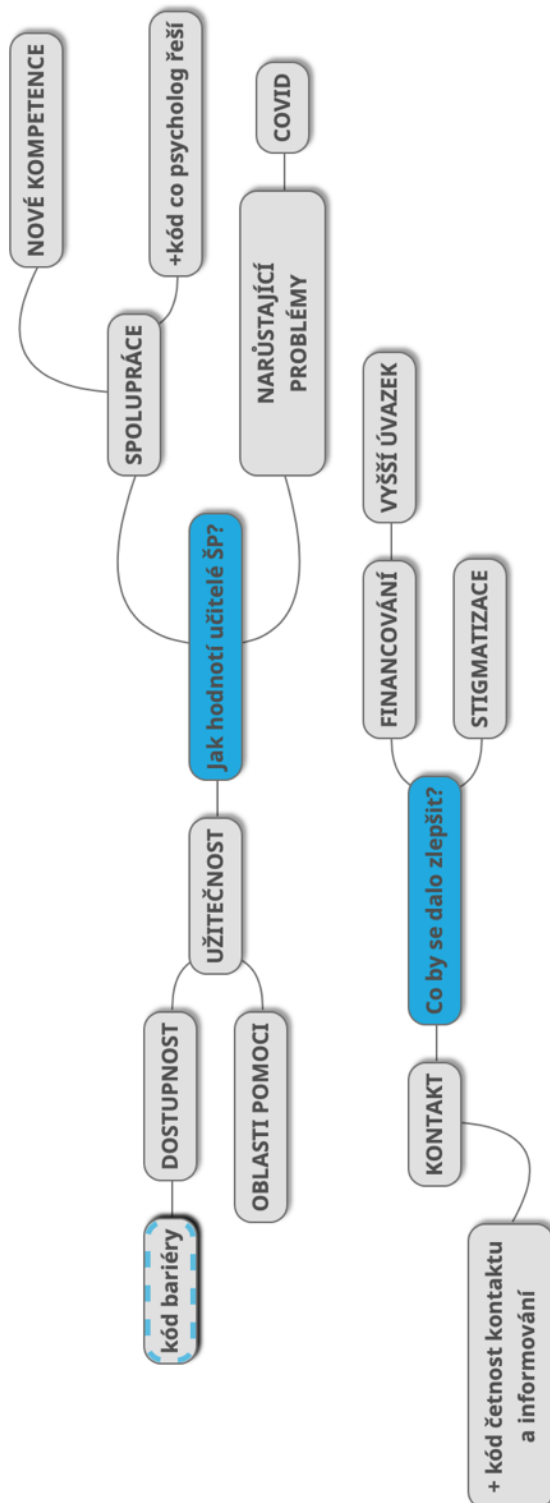 NOVÉ KOMPETENCE
+kód co psycholog řeší
SPOLUPRÁCE
COVID
NARŮSTAJÍCÍ
PROBLÉMY
Jak hodnotí učitelé ŠP?
UŽITEČNOST
DOSTUPNOST
kód bariéry
OBLASTI POMOCI
VYŠŠÍ ÚVAZEK
FINANCOVÁNÍ
STIGMATIZACE
Co by se dalo zlepšit?
KONTAKT
+ kód četnost kontaktu
a informování